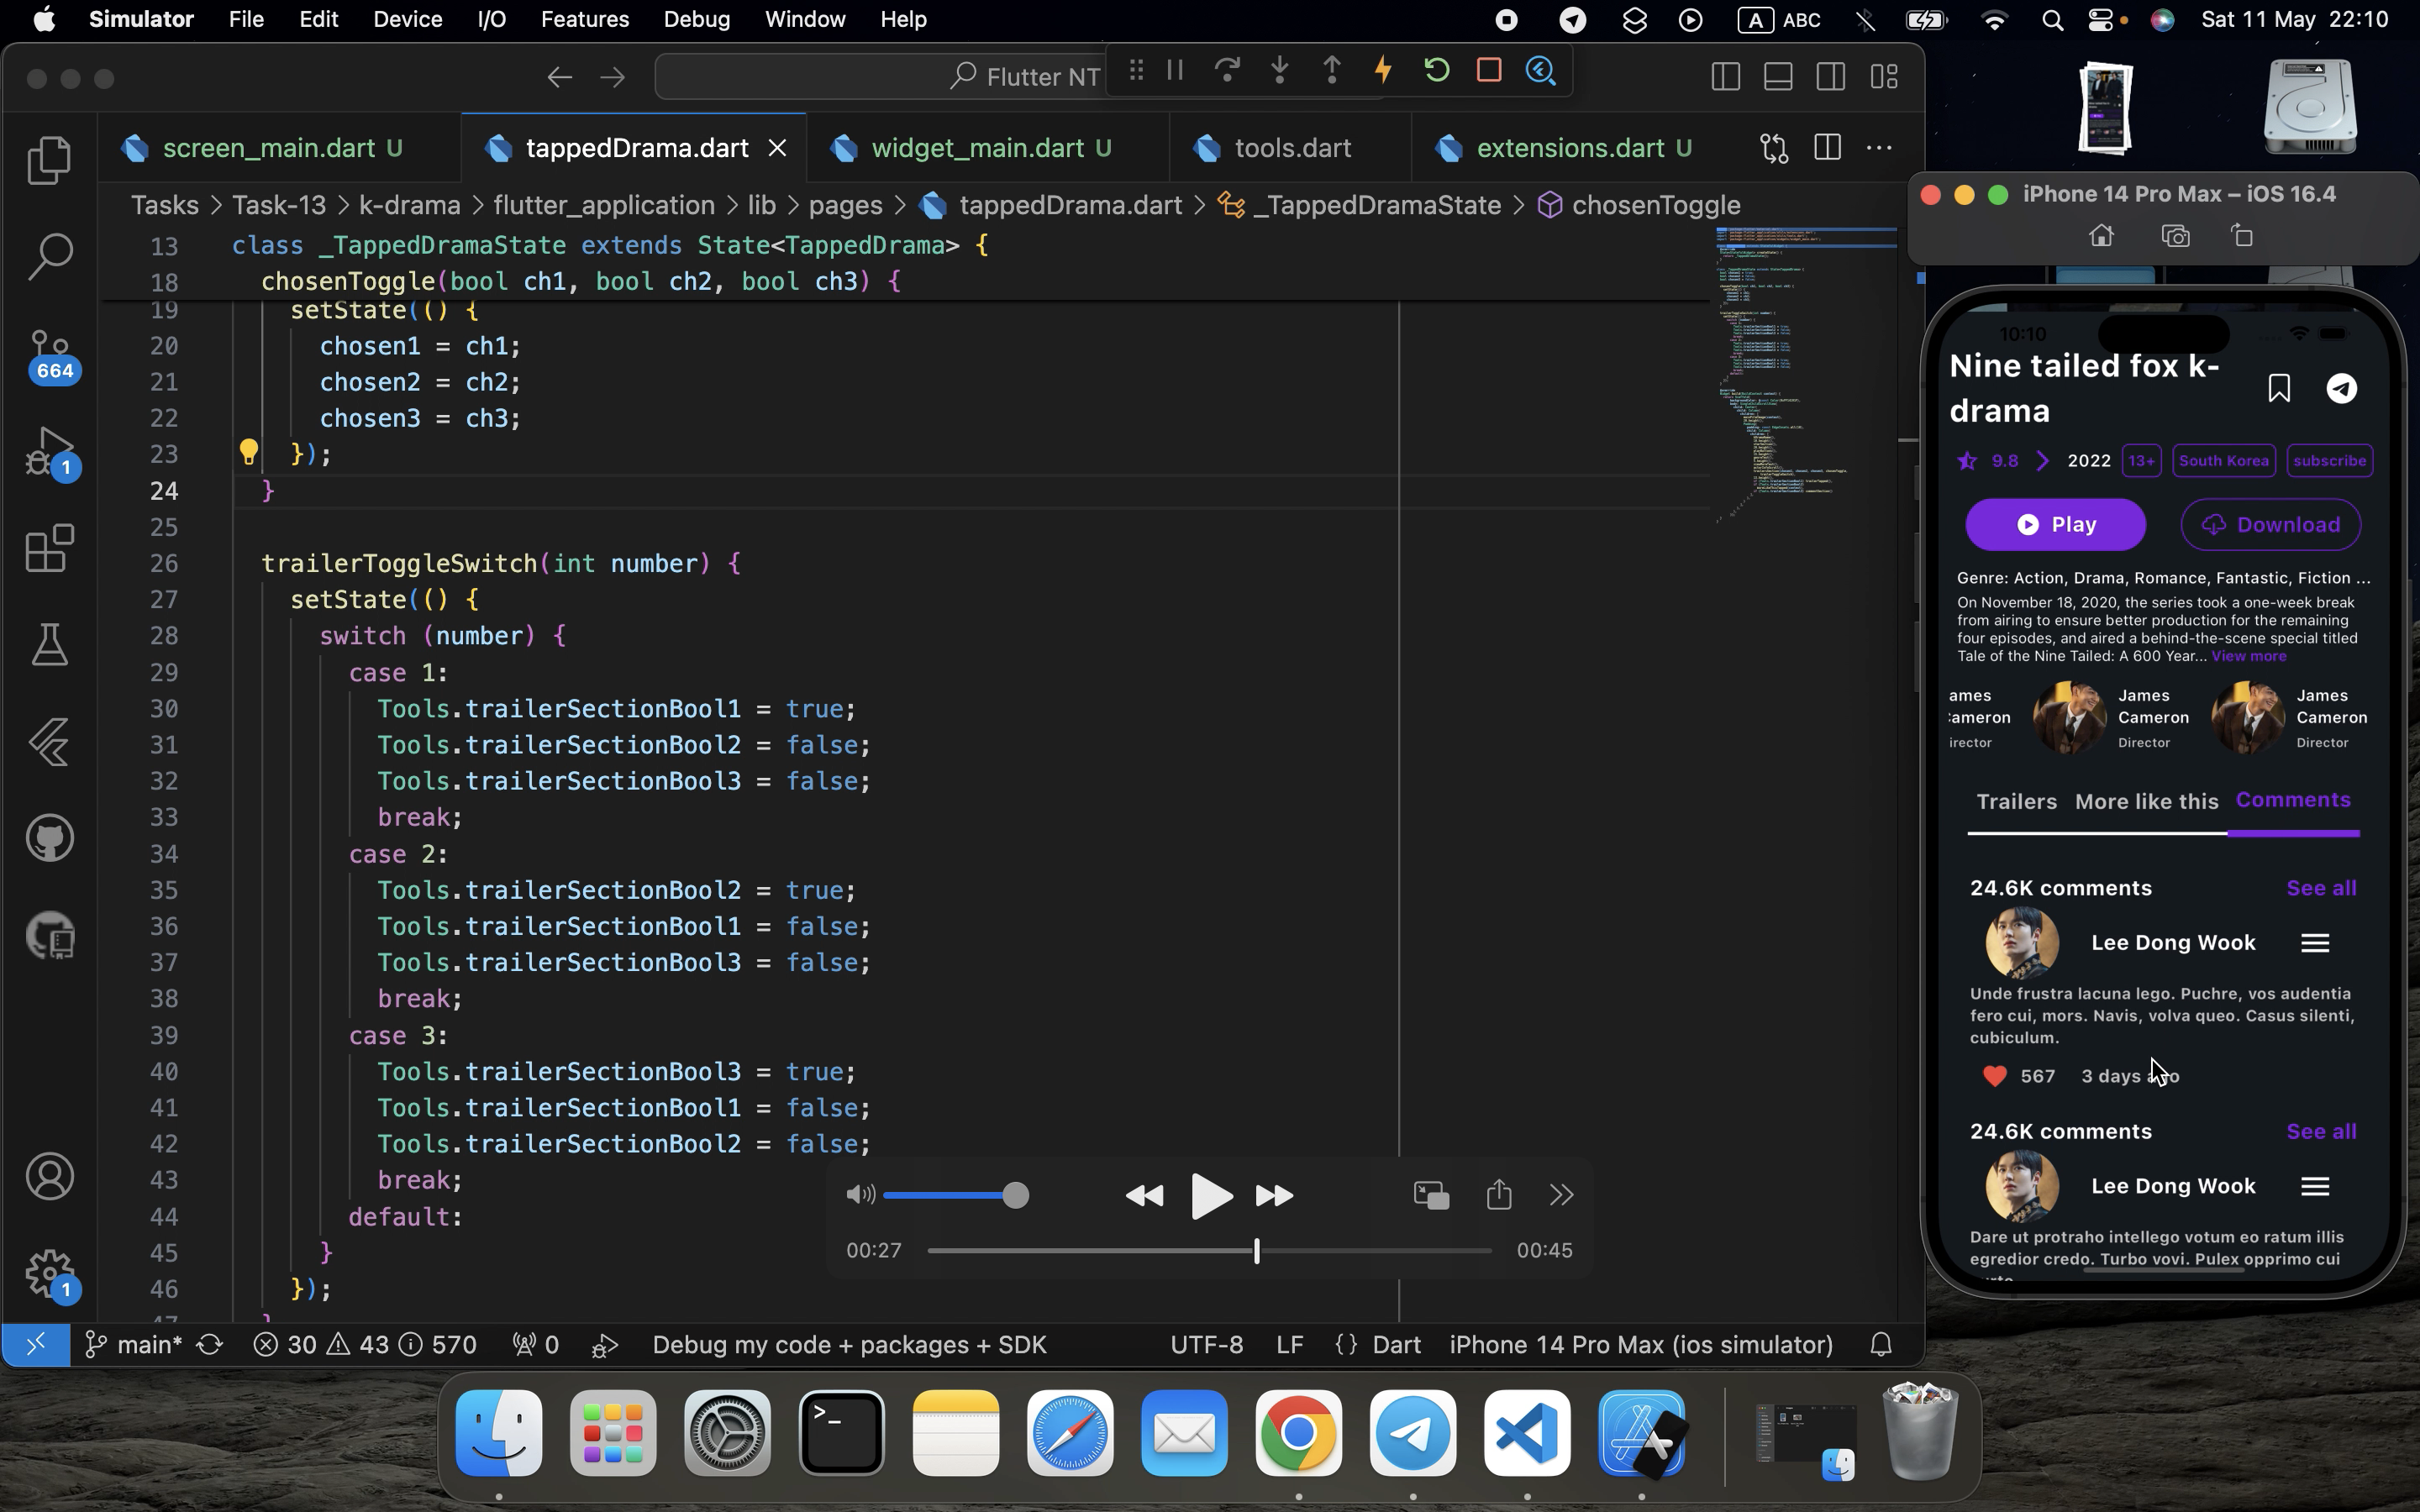 Simulator File Edit Device I/O Features Debug Window Help
A ABC Sat 11 May 22:10
Flutter NT
screen_main.dart U
tappedDrama.dart
widget_main.dart U
tools.dart
extensions.dart U
Tasks > Task-13 > k-drama > flutter_application > lib > pages > tappedDrama.dart > _TappedDramaState > chosenToggle
13 class _TappedDramaState extends State<TappedDrama> {
18 chosenToggle(bool ch1, bool ch2, bool ch3) {
19 setState(() {
20 chosen1 = ch1;
21 chosen2 = ch2;
22 chosen3 = ch3;
23 });
24 }
25
26 trailerToggleSwitch(int number) {
27 setState(() {
28 switch (number) {
29 case 1:
30 Tools.trailerSectionBool1 = true;
31 Tools.trailerSectionBool2 = false;
32 Tools.trailerSectionBool3 = false;
33 break;
34 case 2:
35 Tools.trailerSectionBool2 = true;
36 Tools.trailerSectionBool1 = false;
37 Tools.trailerSectionBool3 = false;
38 break;
39 case 3:
40 Tools.trailerSectionBool3 = true;
41 Tools.trailerSectionBool1 = false;
42 Tools.trailerSectionBool2 = false;
43 break;
44 default:
45 }
46 });
664
1
1
00:27
00:45
main* 30 43 570 0 Debug my code + packages + SDK UTF-8 LF {} Dart iPhone 14 Pro Max (ios simulator)
iPhone 14 Pro Max – iOS 16.4
10:10
Nine tailed fox k-
drama
9.8 2022 13+ South Korea subscribe
Play
Download
Genre: Action, Drama, Romance, Fantastic, Fiction ...
On November 18, 2020, the series took a one-week break
from airing to ensure better production for the remaining
four episodes, and aired a behind-the-scene special titled
Tale of the Nine Tailed: A 600 Year... View more
ames
ameron
irector
James
Cameron
Director
James
Cameron
Director
Trailers More like this Comments
24.6K comments See all
Lee Dong Wook
Unde frustra lacuna lego. Puchre, vos audentia
fero cui, mors. Navis, volva queo. Casus silenti,
cubiculum.
567 3 days ago
24.6K comments See all
Lee Dong Wook
Dare ut protraho intellego votum eo ratum illis
egredior credo. Turbo vovi. Pulex opprimo cui